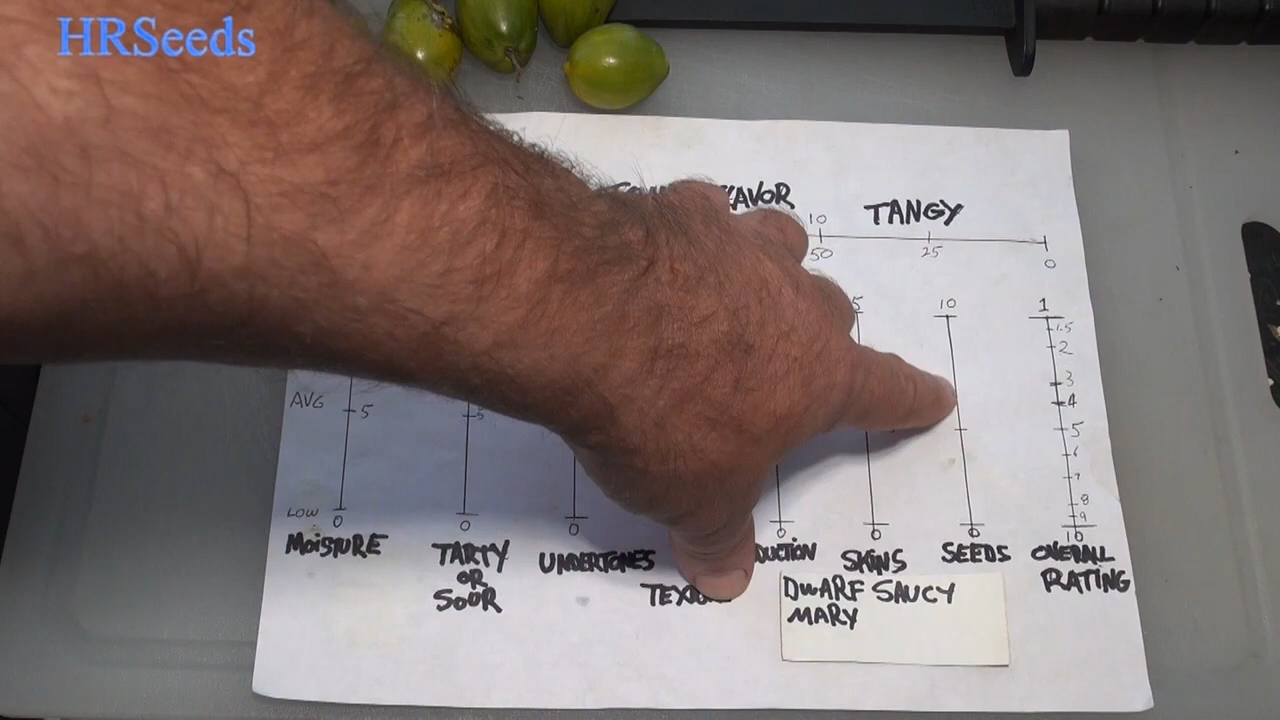 HRSeeds
TANGY
10
50 25 0
5 10 1
1.5
2
3
4
AVG 5 5 5
6
7
8
9
LOW 0 0 0 0 0 0 10
MOISTURE TARTY OR SOUR UNDERTONES SKINS SEEDS OVERALL RATING
DWARF SAUCY
MARY